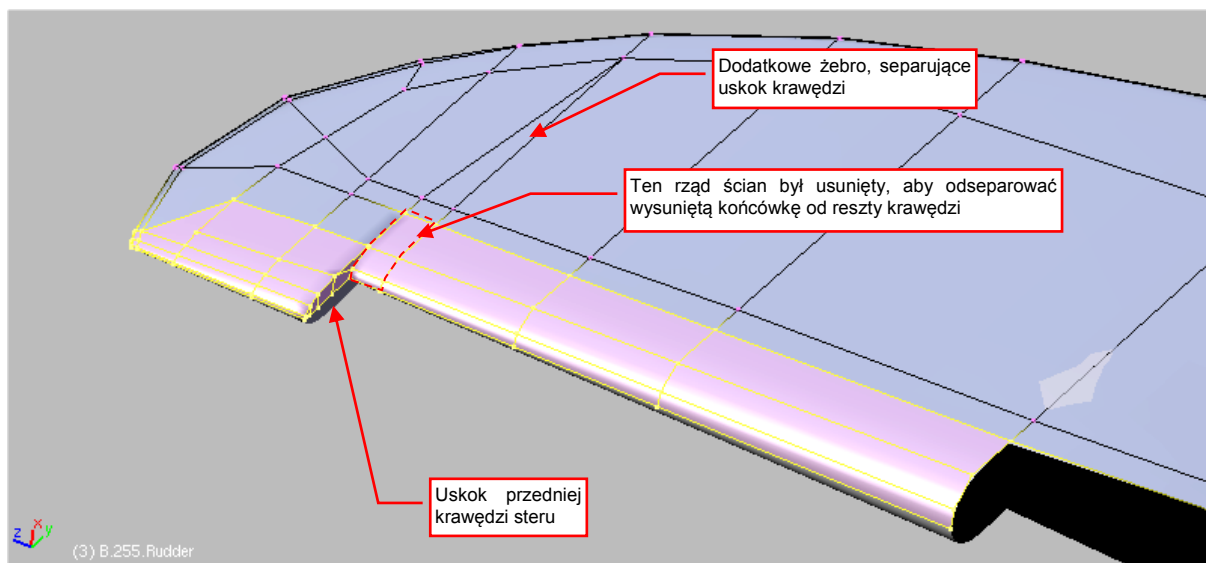 Dodatkowe żebro, separujące
uskok krawędzi
Ten rząd ścian był usunięty, aby odseparować
wysuniętą końcówkę od reszty krawędzi
Uskok przedniej
krawędzi steru
z x y
(3) B.255.Rudder